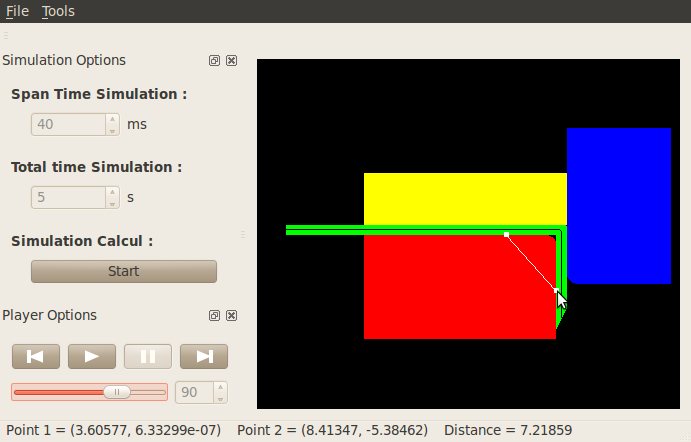 File Tools
Simulation Options
Span Time Simulation :
40 ms
Total time Simulation :
5 s
Simulation Calcul :
Start
Player Options
90
Point 1 = (3.60577, 6.33299e-07) Point 2 = (8.41347, -5.38462) Distance = 7.21859